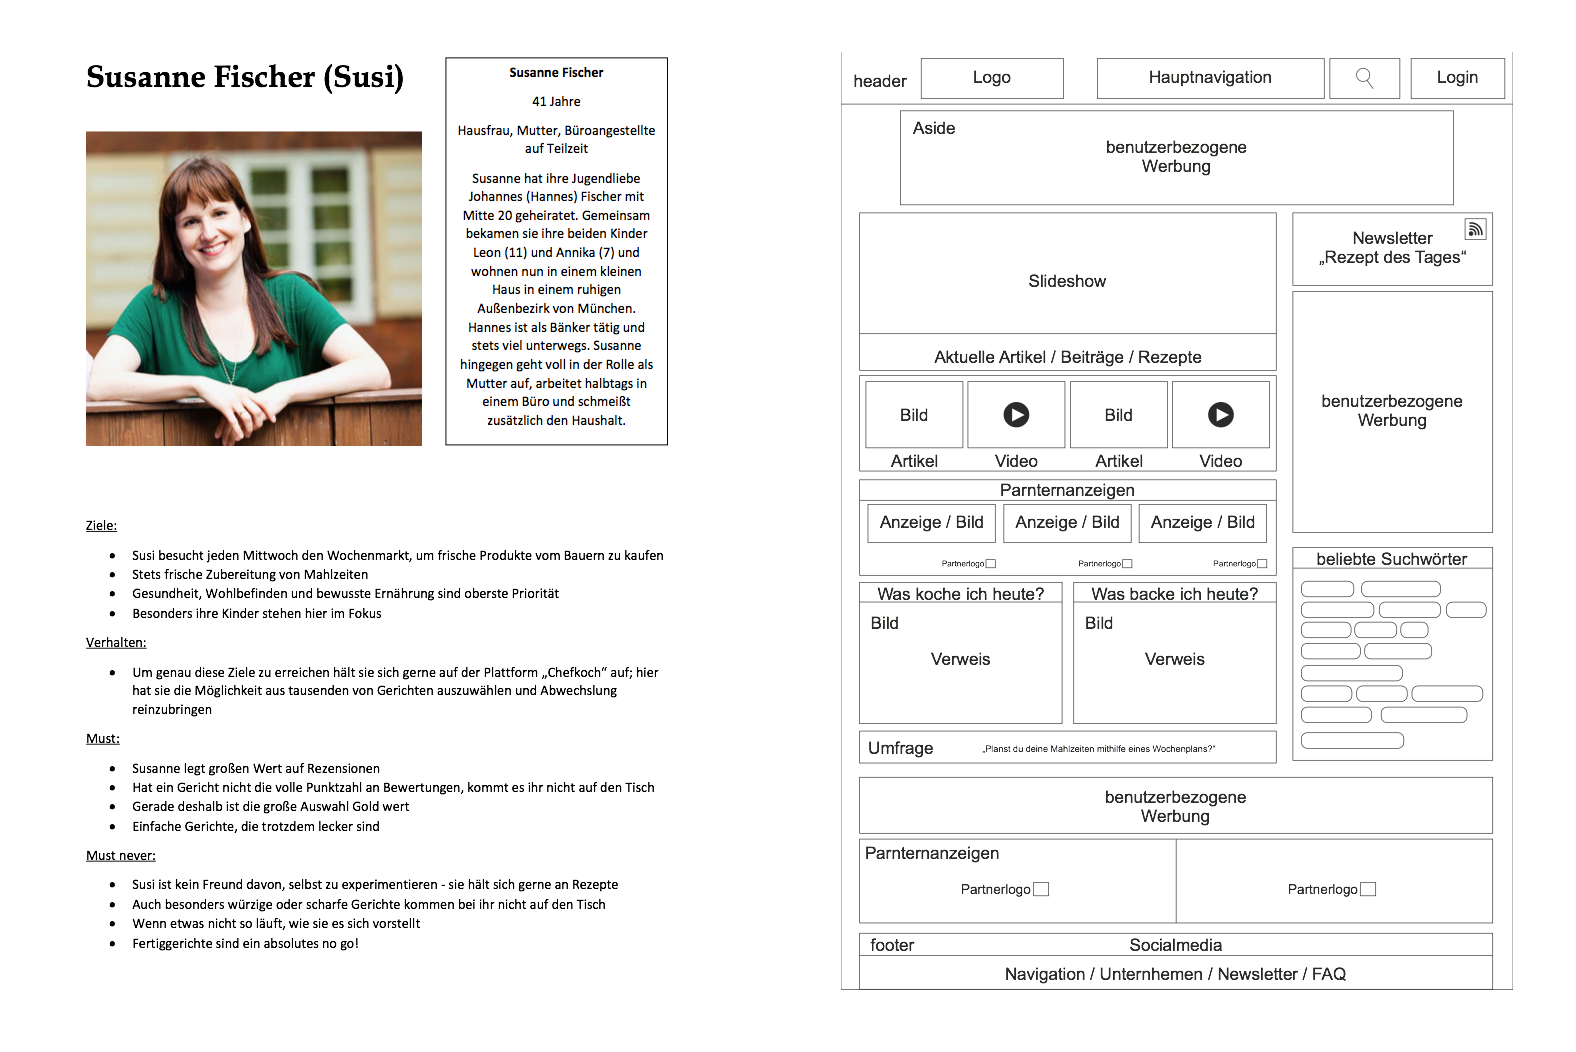 Susanne Fischer (Susi)
Susanne Fischer
41 Jahre
Hausfrau, Mutter, Büroangestellte
auf Teilzeit
Susanne hat ihre Jugendliebe
Johannes (Hannes) Fischer mit
Mitte 20 geheiratet. Gemeinsam
bekamen sie ihre beiden Kinder
Leon (11) und Annika (7) und
wohnen nun in einem kleinen
Haus in einem ruhigen
Außenbezirk von München.
Hannes ist als Bänker tätig und
stets viel unterwegs. Susanne
hingegen geht voll in der Rolle als
Mutter auf, arbeitet halbtags in
einem Büro und schmeißt
zusätzlich den Haushalt.
Ziele:
• Susi besucht jeden Mittwoch den Wochenmarkt, um frische Produkte vom Bauern zu kaufen
• Stets frische Zubereitung von Mahlzeiten
• Gesundheit, Wohlbefinden und bewusste Ernährung sind oberste Priorität
• Besonders ihre Kinder stehen hier im Fokus
Verhalten:
• Um genau diese Ziele zu erreichen hält sie sich gerne auf der Plattform „Chefkoch“ auf; hier
hat sie die Möglichkeit aus tausenden von Gerichten auszuwählen und Abwechslung
reinzubringen
Must:
• Susanne legt großen Wert auf Rezensionen
• Hat ein Gericht nicht die volle Punktzahl an Bewertungen, kommt es ihr nicht auf den Tisch
• Gerade deshalb ist die große Auswahl Gold wert
• Einfache Gerichte, die trotzdem lecker sind
Must never:
• Susi ist kein Freund davon, selbst zu experimentieren - sie hält sich gerne an Rezepte
• Auch besonders würzige oder scharfe Gerichte kommen bei ihr nicht auf den Tisch
• Wenn etwas nicht so läuft, wie sie es sich vorstellt
• Fertiggerichte sind ein absolutes no go!
header Logo Hauptnavigation Login
Aside
benutzerbezogene
Werbung
Slideshow
Aktuelle Artikel / Beiträge / Rezepte
Newsletter
„Rezept des Tages“
benutzerbezogene
Werbung
Bild Bild
Artikel Video Artikel Video
Parnternanzeigen
Anzeige / Bild Anzeige / Bild Anzeige / Bild
Partnerlogo Partnerlogo Partnerlogo
beliebte Suchwörter
Was koche ich heute? Was backe ich heute?
Bild Bild
Verweis Verweis
Umfrage „Planst du deine Mahlzeiten mithilfe eines Wochenplans?“
benutzerbezogene
Werbung
Parnternanzeigen
Partnerlogo Partnerlogo
footer Socialmedia
Navigation / Unternhemen / Newsletter / FAQ